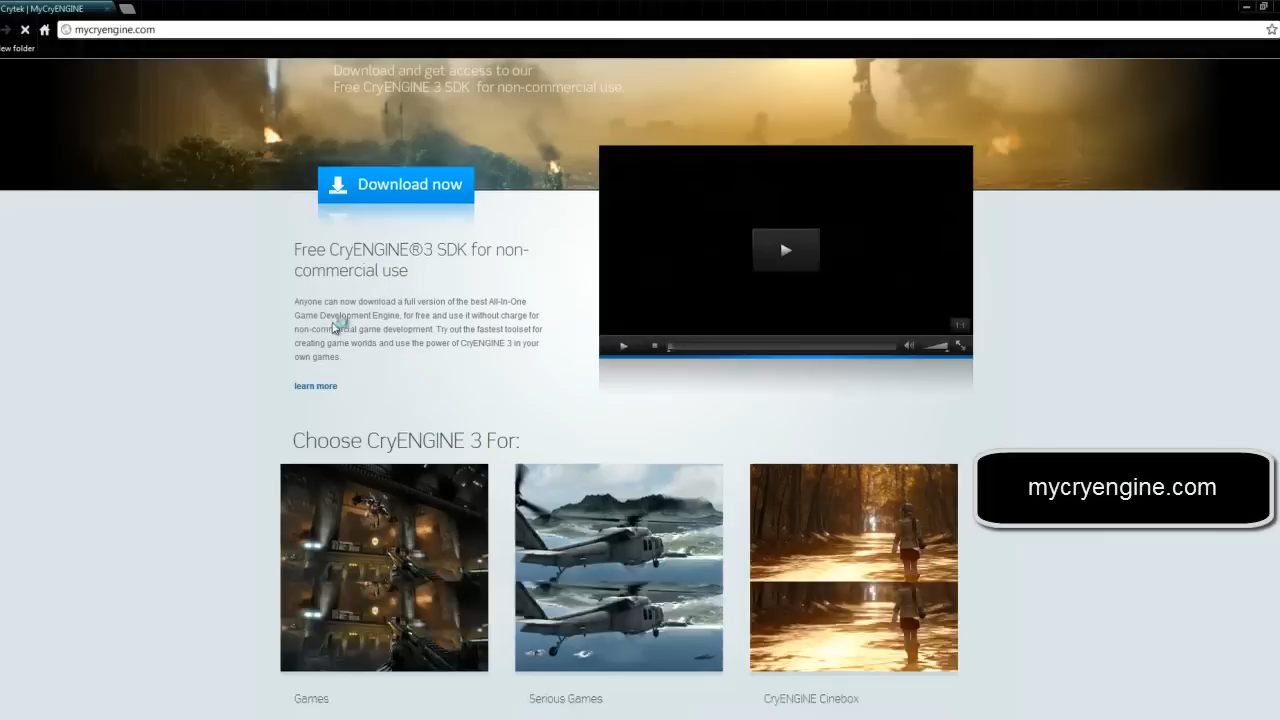 Crytek | MyCryENGINE
mycryengine.com
ew folder
Download and get access to our
Free CryENGINE 3 SDK for non-commercial use.
Download now
Free CryENGINE®3 SDK for non-
commercial use
Anyone can now download a full version of the best All-In-One
Game Development Engine, for free and use it without charge for
non-commercial game development. Try out the fastest toolset for
creating game worlds and use the power of CryENGINE 3 in your
own games.
learn more
1:1
Choose CryENGINE 3 For:
mycryengine.com
Games
Serious Games
CryENGINE Cinebox